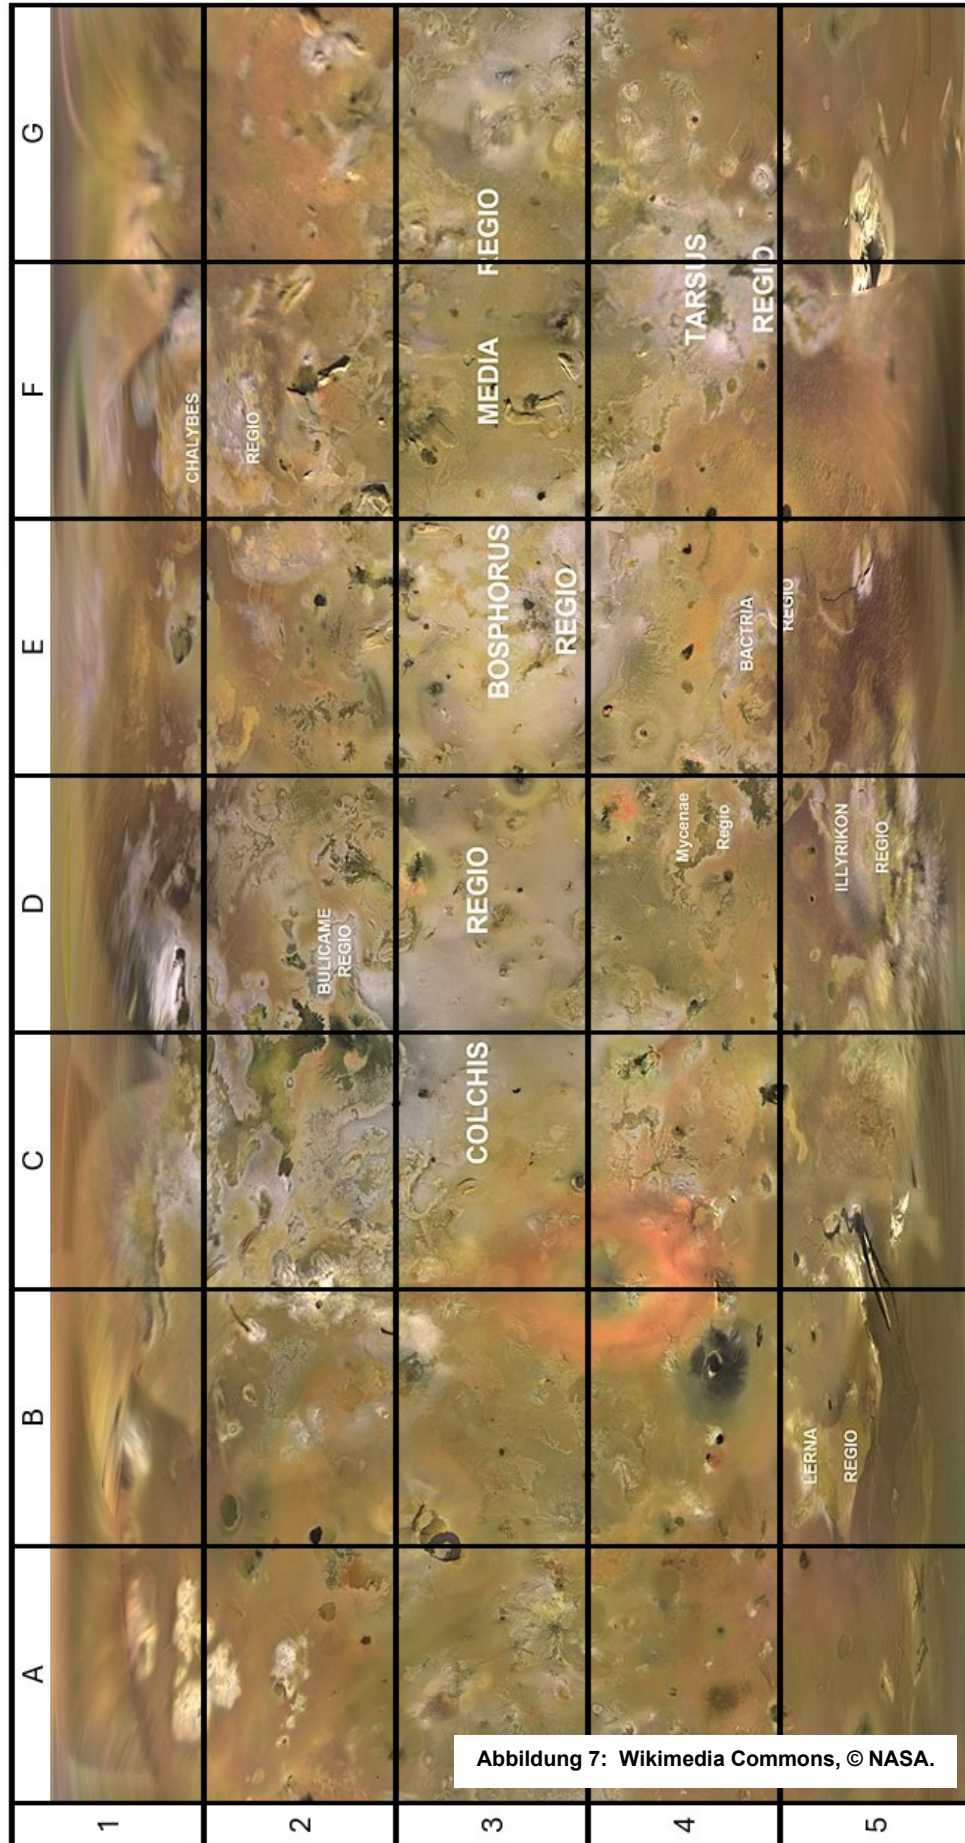 A
B
C
D
E
F
G
1
2
3
4
5
CHALYBES
REGIO
BULICAME
REGIO
COLCHIS REGIO
BOSPHORUS
REGIO
MEDIA REGIO
TARSUS
REGIO
Mycenae
Regio
BACTRIA
REGIO
LERNA
REGIO
ILLYRIKON
REGIO
Abbildung 7: Wikimedia Commons, © NASA.